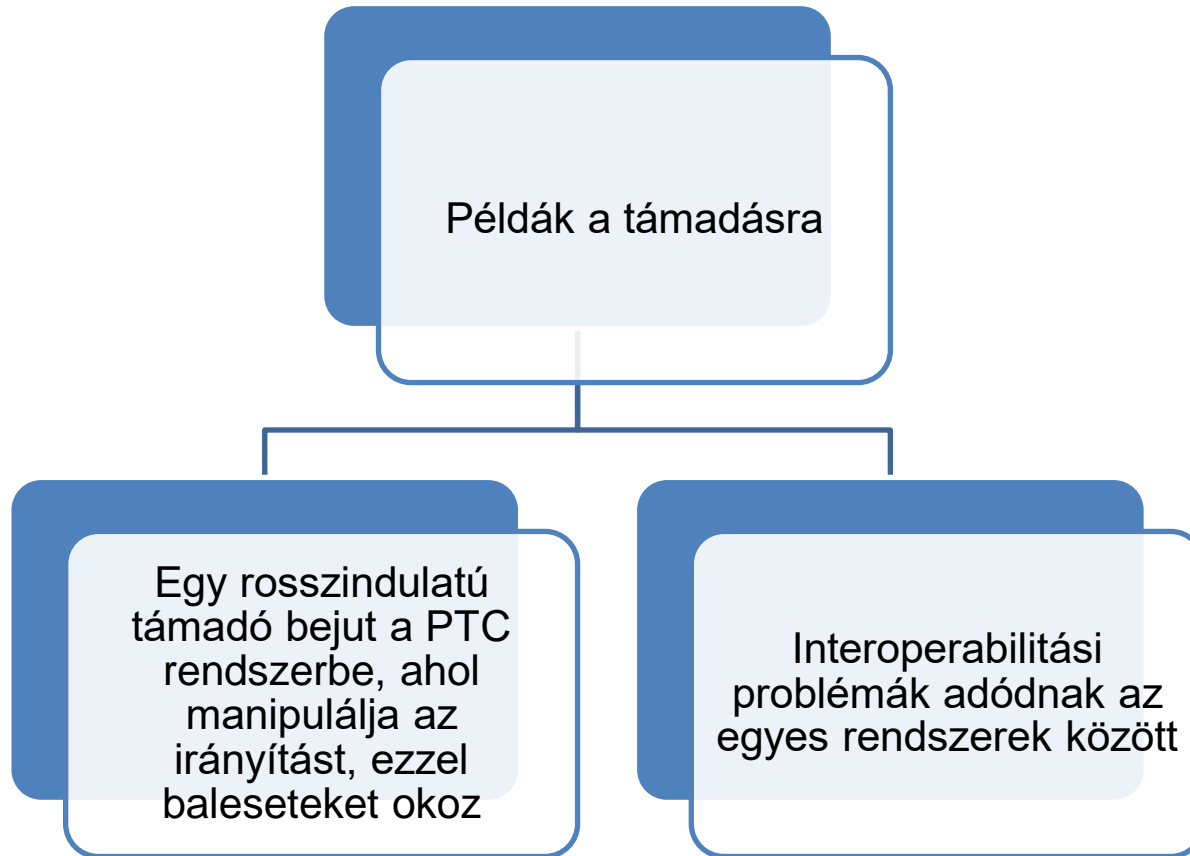 Példák a támadásra
Egy rosszindulatú
támadó bejut a PTC
rendszerbe, ahol
manipulálja az
irányítást, ezzel
baleseteket okoz
Interoperabilitási
problémák adódnak az
egyes rendszerek között